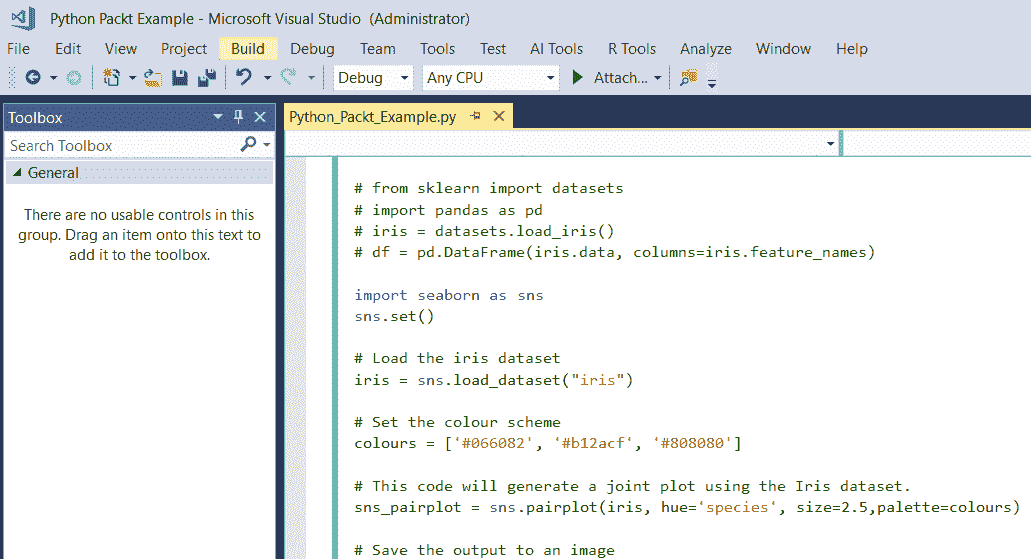 Python Packt Example - Microsoft Visual Studio (Administrator)
File Edit View Project Build Debug Team Tools Test AI Tools R Tools Analyze Window Help
Debug Any CPU Attach...
Toolbox
Search Toolbox
General
There are no usable controls in this
group. Drag an item onto this text to
add it to the toolbox.
Python_Packt_Example.py
# from sklearn import datasets
# import pandas as pd
# iris = datasets.load_iris()
# df = pd.DataFrame(iris.data, columns=iris.feature_names)
import seaborn as sns
sns.set()
# Load the iris dataset
iris = sns.load_dataset("iris")
# Set the colour scheme
colours = [‘#066082', ‘#b12acf’, ‘#808080']
# This code will generate a joint plot using the Iris dataset.
sns_pairplot = sns.pairplot(iris, hue=‘species‘, size=2.5,palette=colours)
# Save the output to an image